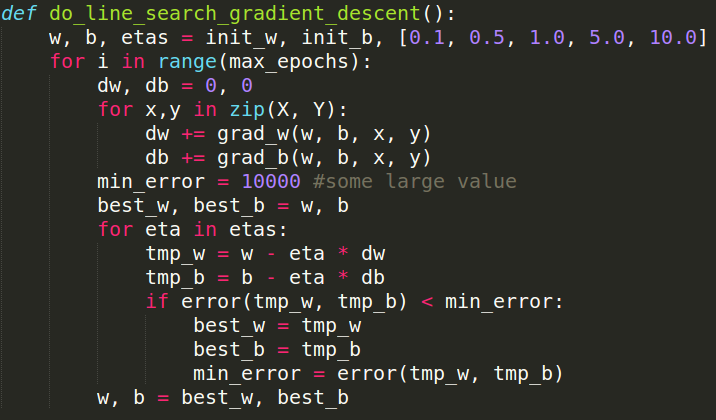 def do_line_search_gradient_descent():
    w, b, etas = init_w, init_b, [0.1, 0.5, 1.0, 5.0, 10.0]
    for i in range(max_epochs):
        dw, db = 0, 0
        for x,y in zip(X, Y):
            dw += grad_w(w, b, x, y)
            db += grad_b(w, b, x, y)
        min_error = 10000 #some large value
        best_w, best_b = w, b
        for eta in etas:
            tmp_w = w - eta * dw
            tmp_b = b - eta * db
            if error(tmp_w, tmp_b) < min_error:
                best_w = tmp_w
                best_b = tmp_b
                min_error = error(tmp_w, tmp_b)
        w, b = best_w, best_b